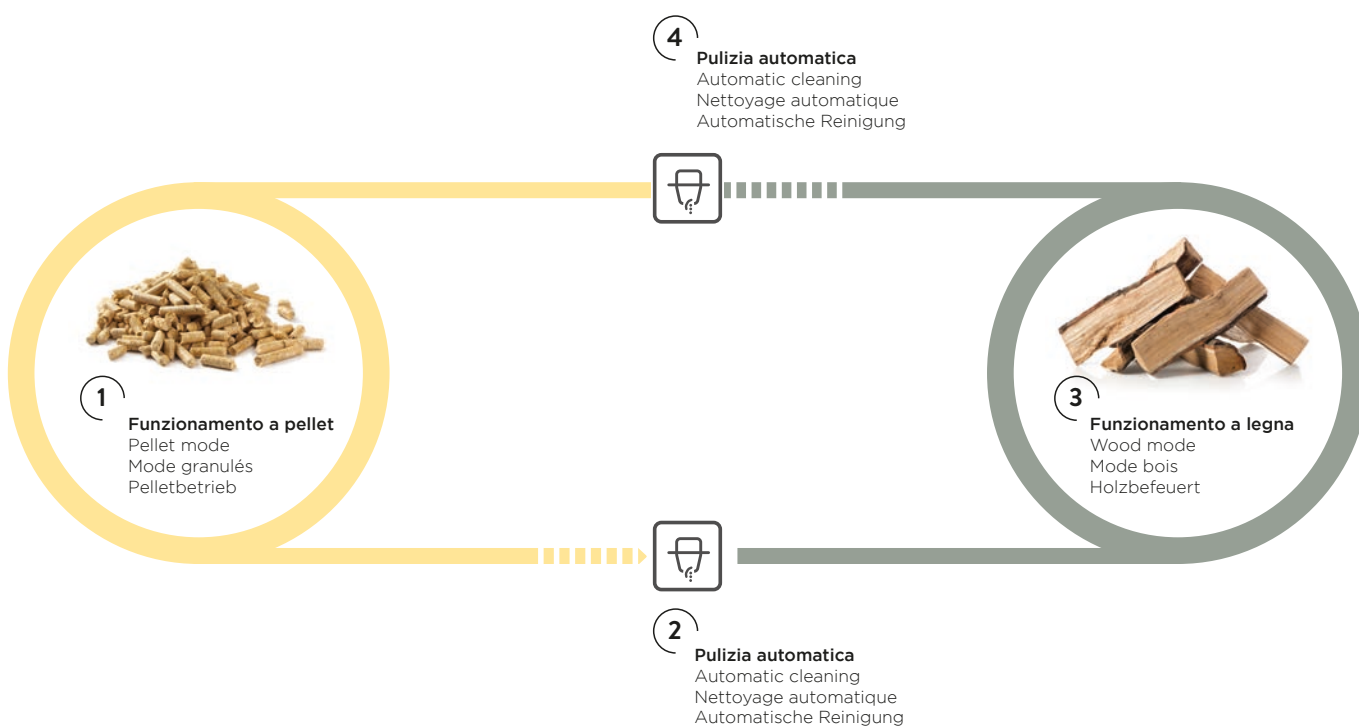 4
Pulizia automatica
Automatic cleaning
Nettoyage automatique
Automatische Reinigung
1
Funzionamento a pellet
Pellet mode
Mode granulés
Pelletbetrieb
3
Funzionamento a legna
Wood mode
Mode bois
Holzbefeuert
2
Pulizia automatica
Automatic cleaning
Nettoyage automatique
Automatische Reinigung